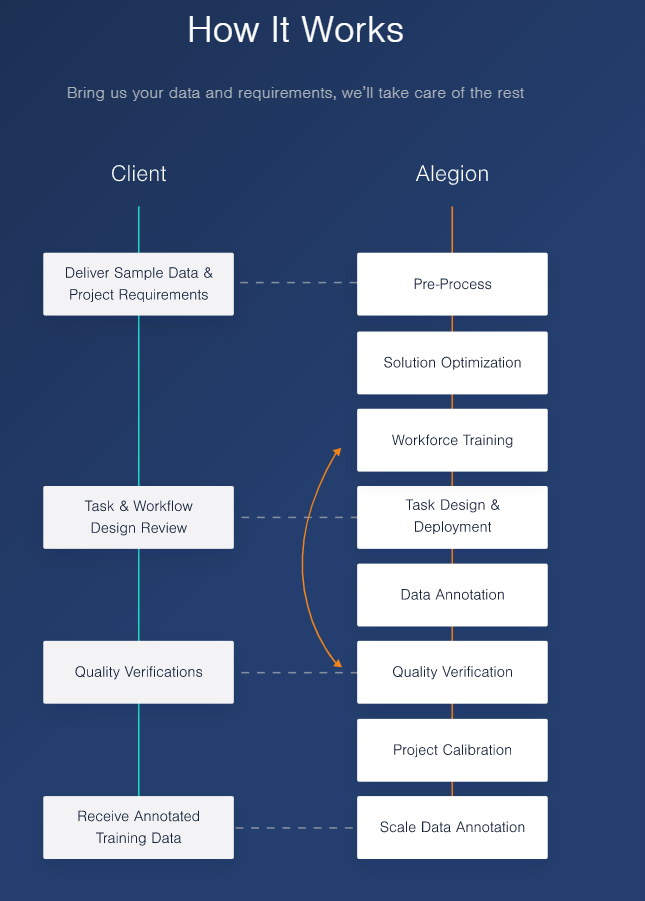 How It Works
Bring us your data and requirements, we’ll take care of the rest
Client
Alegion
Deliver Sample Data &
Project Requirements
Pre-Process
Solution Optimization
Workforce Training
Task & Workflow
Design Review
Task Design &
Deployment
Data Annotation
Quality Verifications
Quality Verification
Project Calibration
Receive Annotated
Training Data
Scale Data Annotation